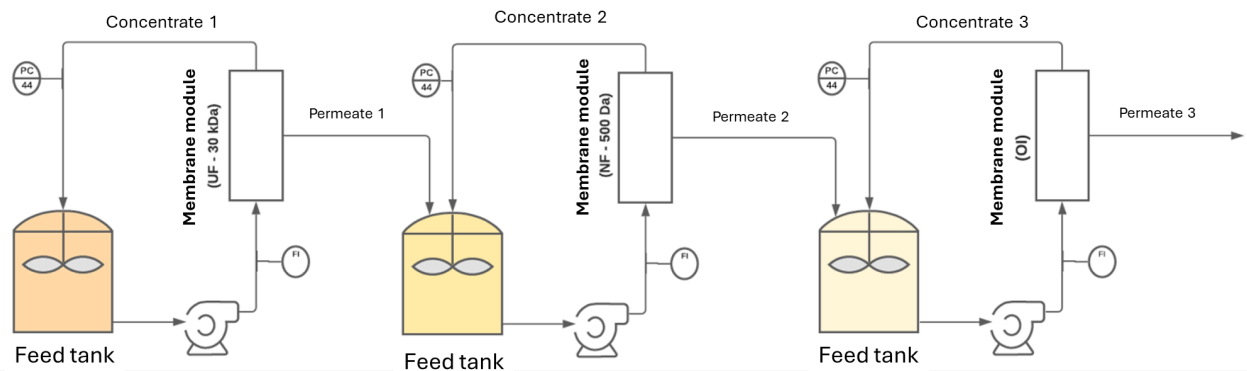 Concentrate 1
PC
44
Membrane module
(UF - 30 kDa)
Permeate 1
FI
Feed tank
Concentrate 2
PC
44
Membrane module
(NF - 500 Da)
Permeate 2
FI
Feed tank
Concentrate 3
PC
44
Membrane module
(OI)
Permeate 3
FI
Feed tank